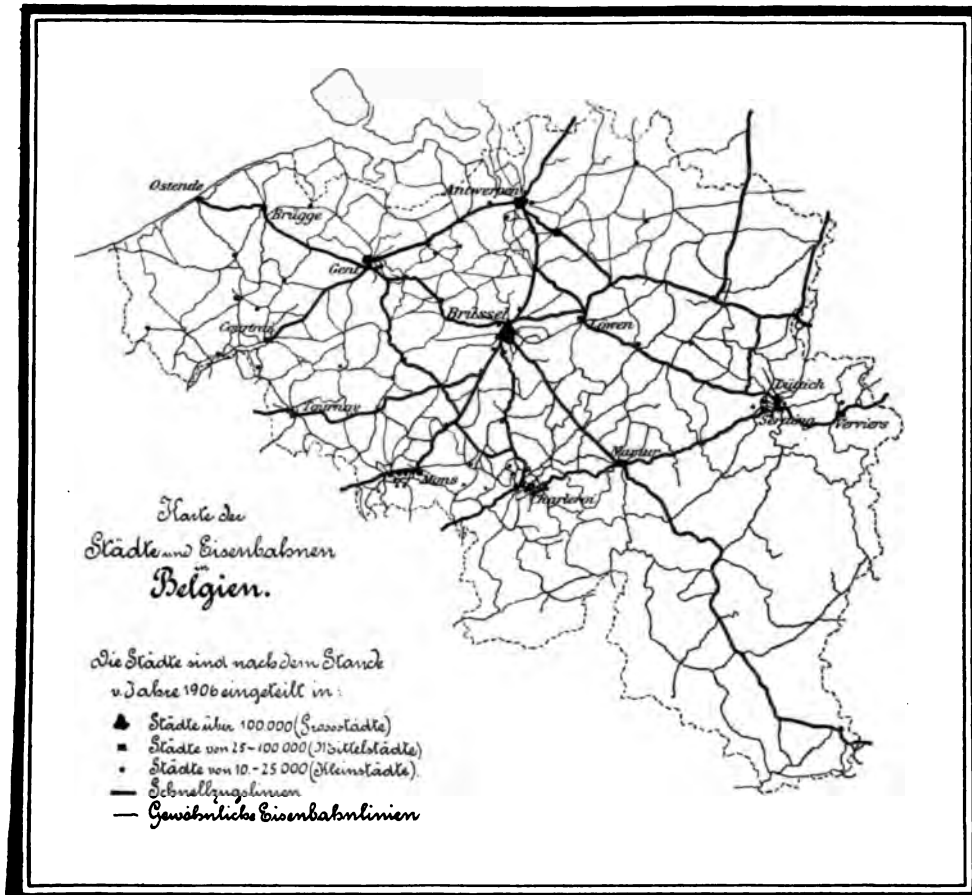 Ostende
Brügge
Antwerpen
Gent
Courtrai
Brüssel
Löwen
Tournay
Lüttich
Seraing
Verviers
Namur
Mons
Charleroi
Karte der
Städte und Eisenbahnen
in
Belgien.
Die Städte sind nach dem Stande
v. Jahre 1906 eingeteilt in:
Städte über 100.000 (Grossstädte)
Städte von 25-100 000 (Mittelstädte)
Städte von 10.-25 000 (Kleinstädte).
Schnellzugslinien
Gewöhnliche Eisenbahnlinien